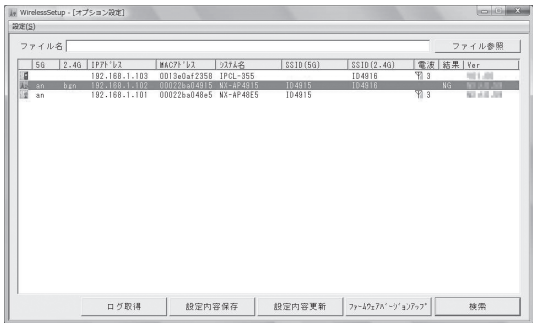 WirelessSetup - [オプション設定]
設定(S)
ファイル名 ファイル参照
5G 2.4G IPアドレス MACアドレス システム名 SSID(5G) SSID(2.4G) 電波 結果 Ver
192.168.1.103 0013e0af2358 IPCL-355 ID4916 3
an bgn 192.168.1.102 00022ba04915 NX-AP4915 ID4915 ID4916 NG
an 192.168.1.101 00022ba048e5 NX-AP48E5 ID4915 3
ログ取得 設定内容保存 設定内容更新 ファームウェアバージョンアップ 検索